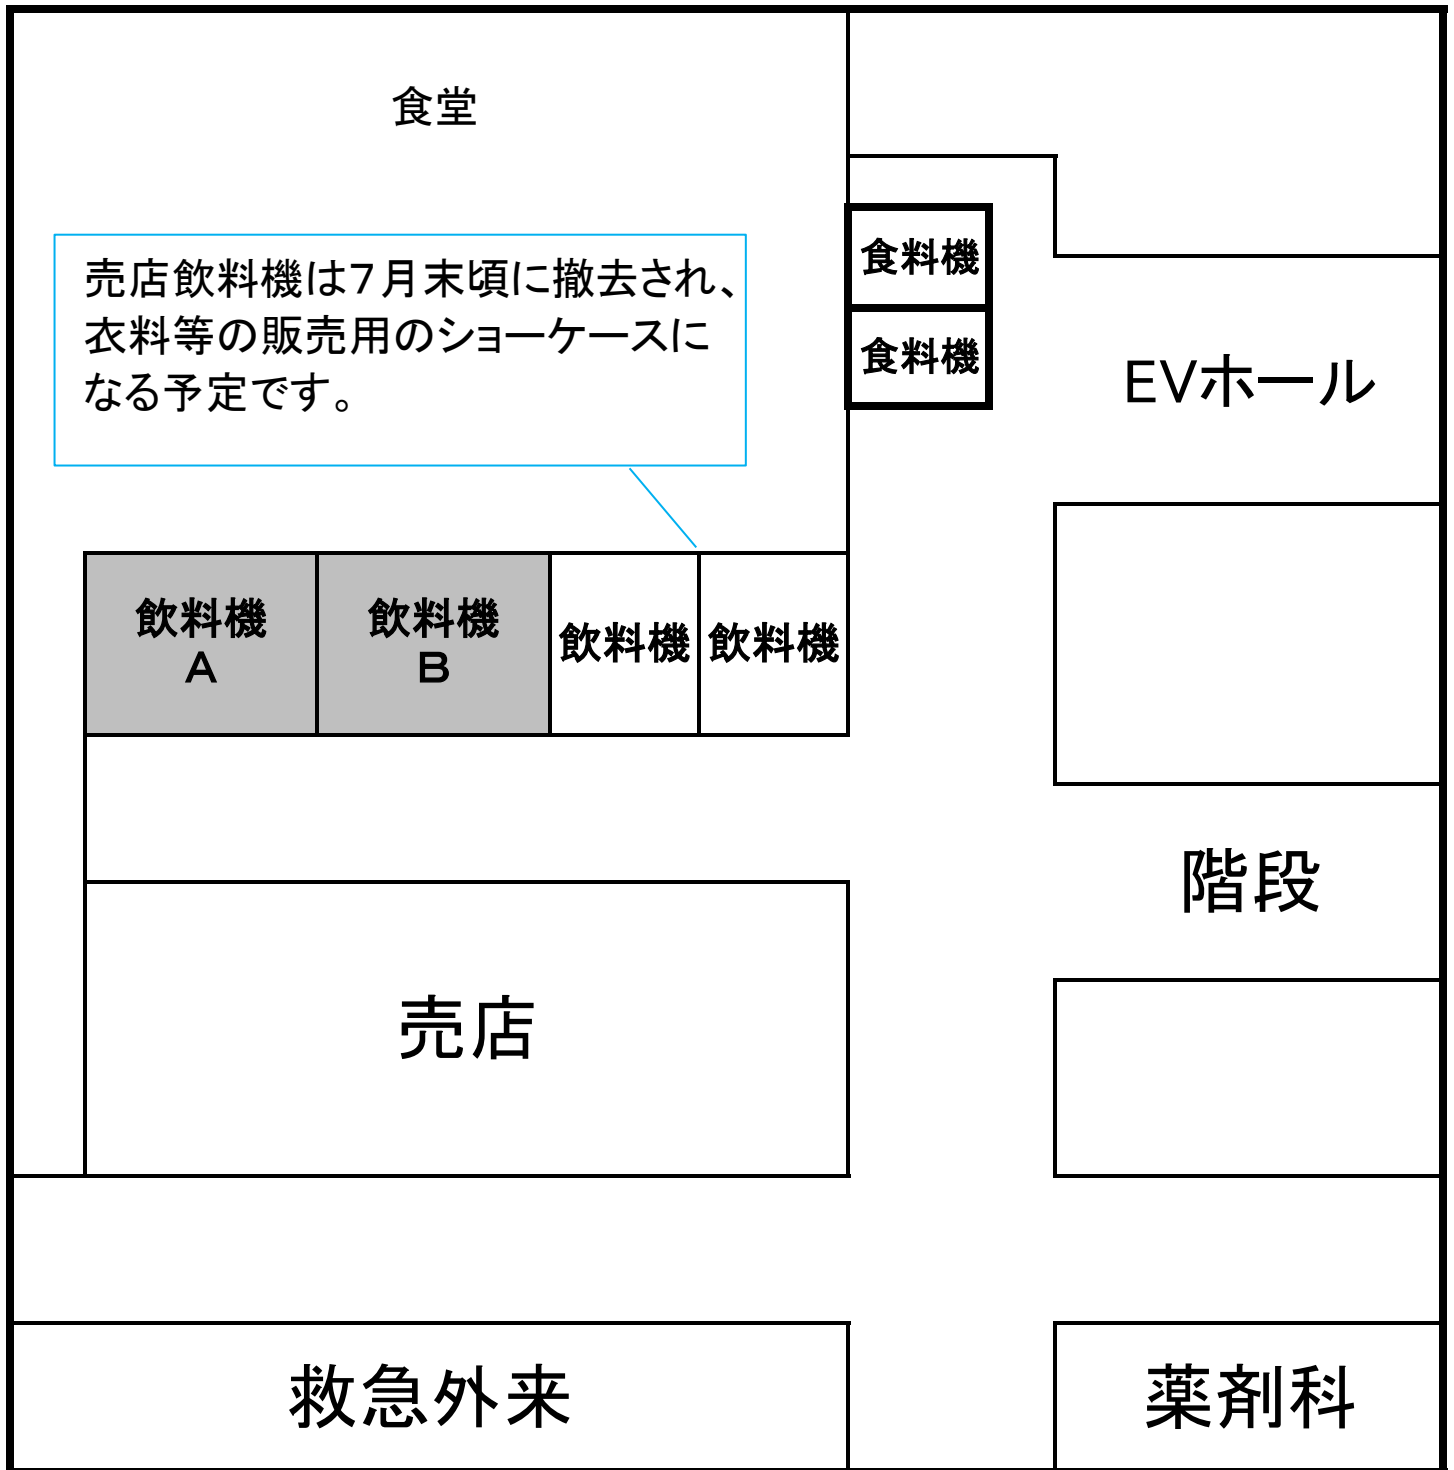 食堂
売店飲料機は7月末頃に撤去され、
衣料等の販売用のショーケースに
なる予定です。
食料機
食料機
EVホール
飲料機
A
飲料機
B
飲料機
飲料機
階段
売店
救急外来
薬剤科